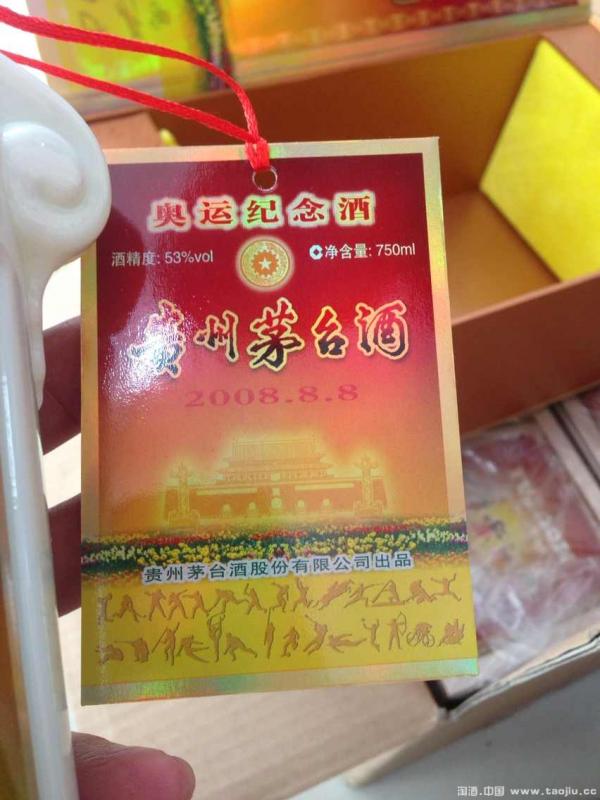 奥运纪念酒
酒精度: 53%vol
净含量: 750ml
贵州茅台酒
2008.8.8
贵州茅台酒股份有限公司出品
淘酒.中国 www.taojiu.cc